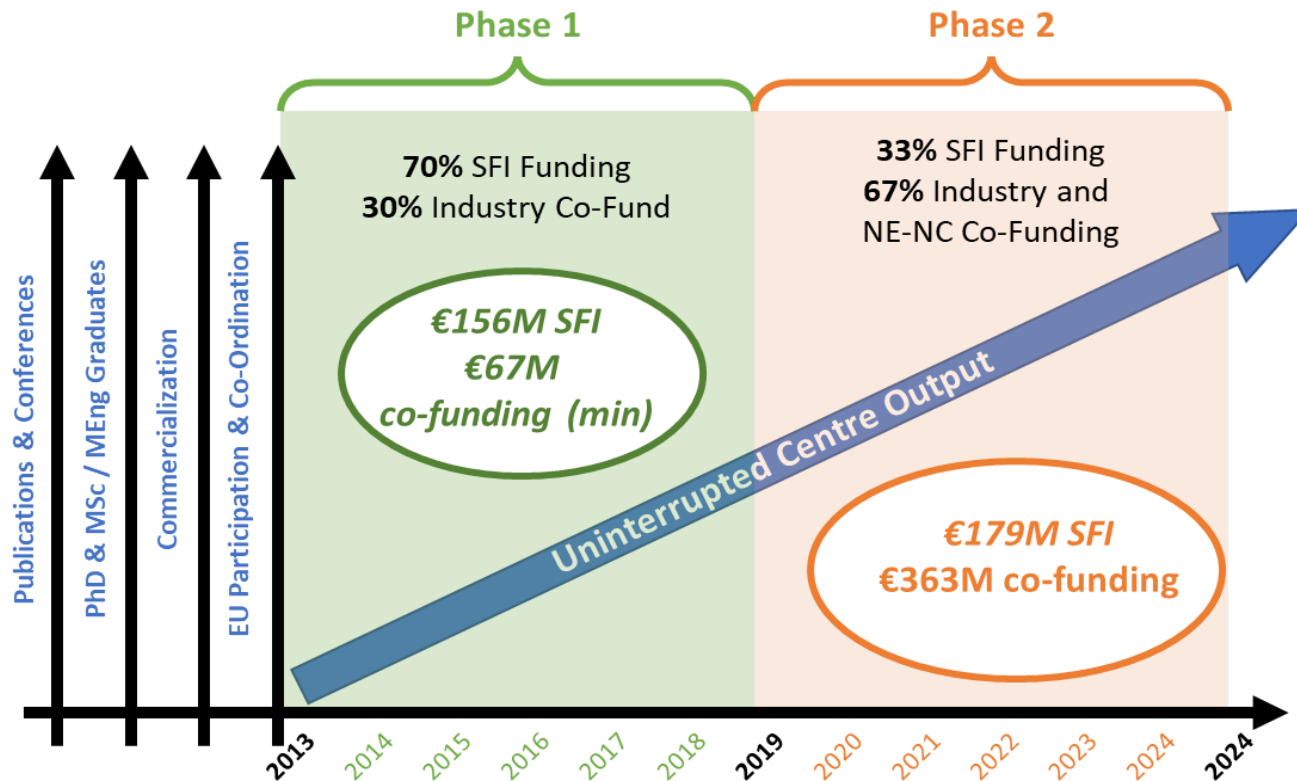 Phase 1
Phase 2
70% SFI Funding
30% Industry Co-Fund
33% SFI Funding
67% Industry and
NE-NC Co-Funding
Publications & Conferences
PhD & MSc / MEng Graduates
Commercialization
EU Participation & Co-Ordination
€156M SFI
€67M
co-funding (min)
Uninterrupted Centre Output
€179M SFI
€363M co-funding
2013
2014
2015
2016
2017
2018
2019
2020
2021
2022
2023
2024
2024